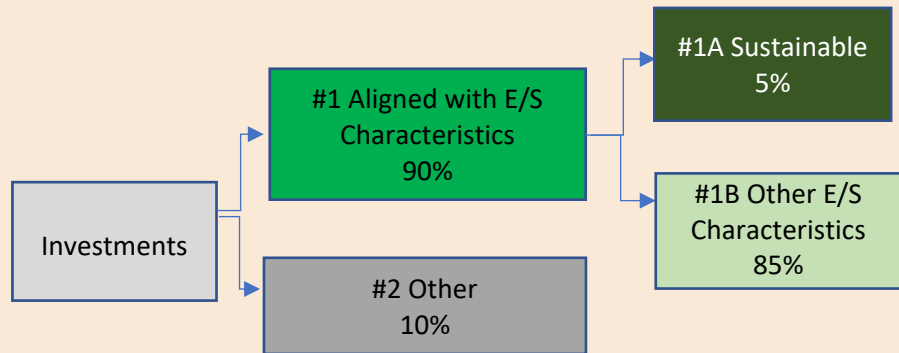 Investments
#1 Aligned with E/S
Characteristics
90%
#2 Other
10%
#1A Sustainable
5%
#1B Other E/S
Characteristics
85%